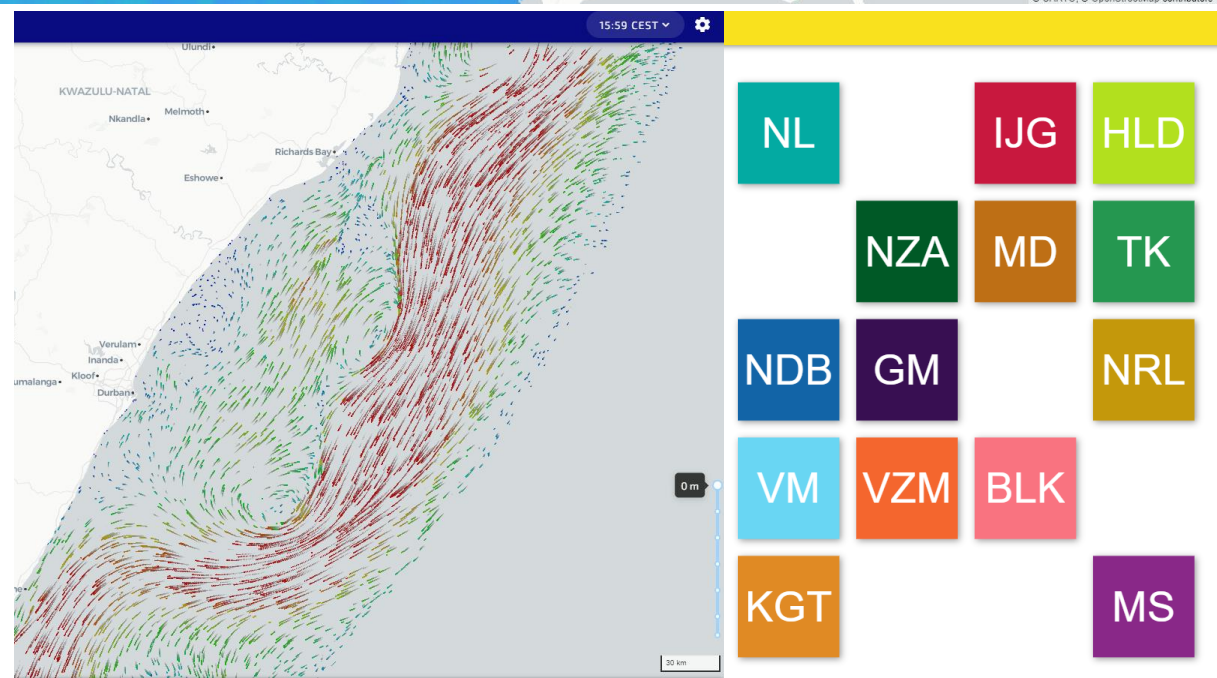 15:59 CEST
Ulundi
KWAZULU-NATAL
Nkandla
Melmoth
Richards Bay
Eshowe
Verulam
Inanda
Kloof
umalanga
Durban
0 m
30 km
NL
IJG
HLD
NZA
MD
TK
NDB
GM
NRL
VM
VZM
BLK
KGT
MS